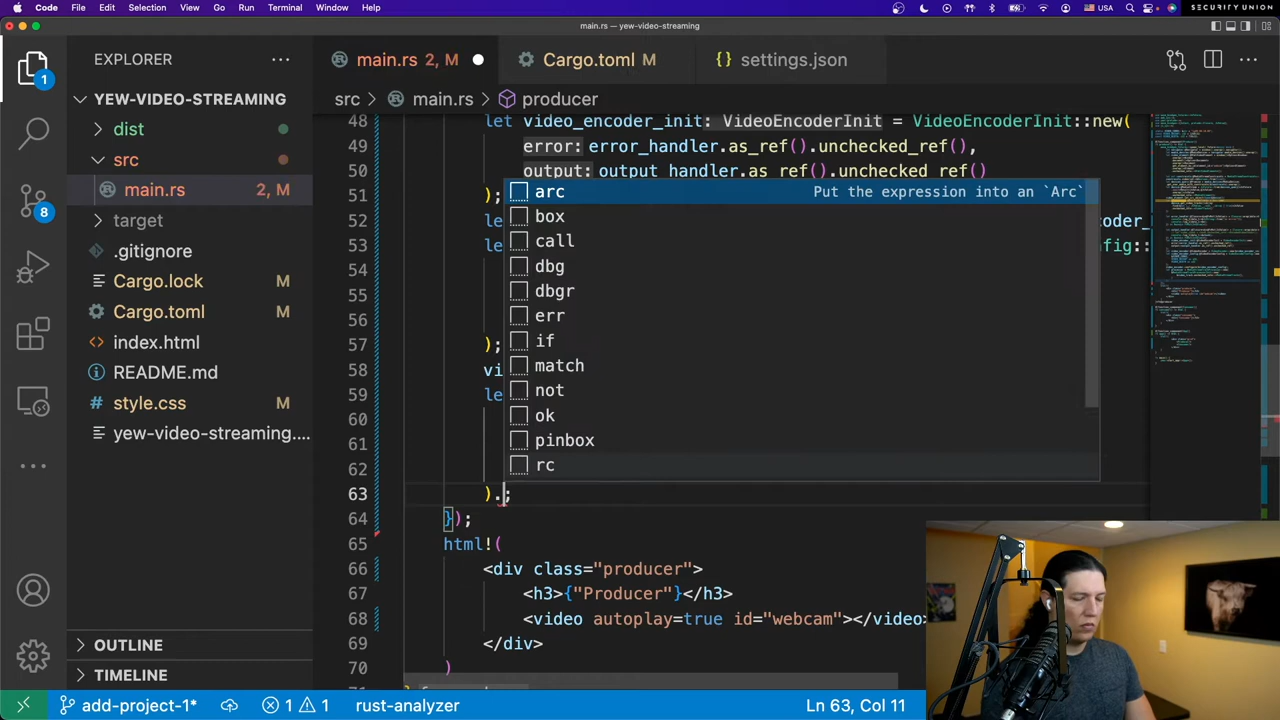 Code File Edit Selection View Go Run Terminal Window Help USA SECURITY UNION
main.rs — yew-video-streaming
EXPLORER
main.rs 2, M
Cargo.toml M
{} settings.json
src > main.rs > producer
YEW-VIDEO-STREAMING
dist
src
main.rs 2, M
target
.gitignore
Cargo.lock M
Cargo.toml M
index.html
README.md
style.css M
yew-video-streaming....
OUTLINE
TIMELINE
1
8
48 let video_encoder_init: VideoEncoderInit = VideoEncoderInit::new(
49 error: error_handler.as_ref().unchecked_ref(),
50 output: output_handler.as_ref().unchecked_ref()
51 );
52 le
53 le
54
55
56
57 );
58 vi
59 le
60
61
62
63 ).;
64 });
65 html!(
66 <div class="producer">
67 <h3>{"Producer"}</h3>
68 <video autoplay=true id="webcam"></video>
69 </div>
70 )
arc Put the expression into an `Arc`
box
call
dbg
dbgr
err
if
match
not
ok
pinbox
rc
add-project-1* 1 1 rust-analyzer Ln 63, Col 11